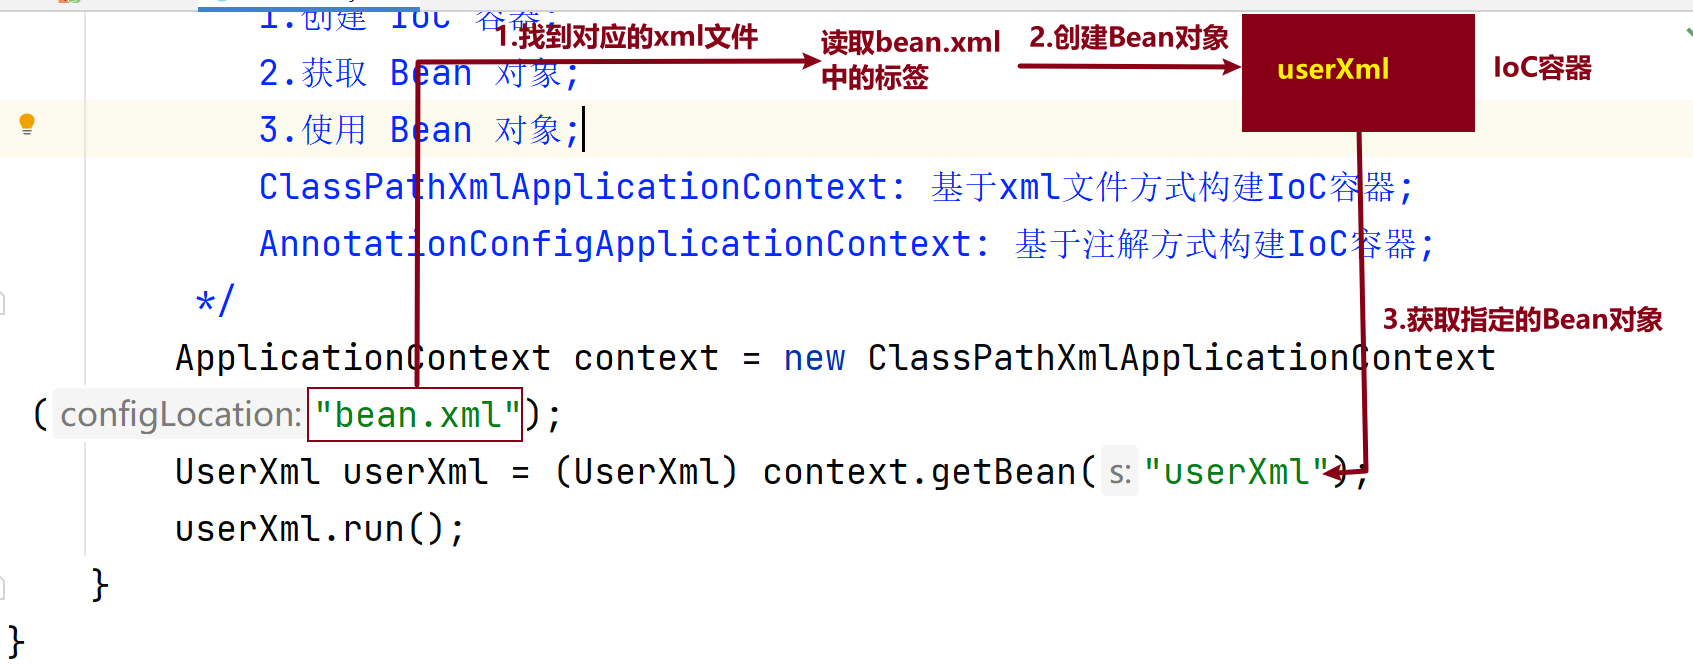 1.创建 IoC 容器;
1.找到对应的xml文件
读取bean.xml
中的标签
2.创建Bean对象
userXml
IoC容器
2.获取 Bean 对象;
3.使用 Bean 对象;
ClassPathXmlApplicationContext: 基于xml文件方式构建IoC容器;
AnnotationConfigApplicationContext: 基于注解方式构建IoC容器;
*/
3.获取指定的Bean对象
ApplicationContext context = new ClassPathXmlApplicationContext
(configLocation: "bean.xml");
UserXml userXml = (UserXml) context.getBean(s: "userXml");
userXml.run();
}
}